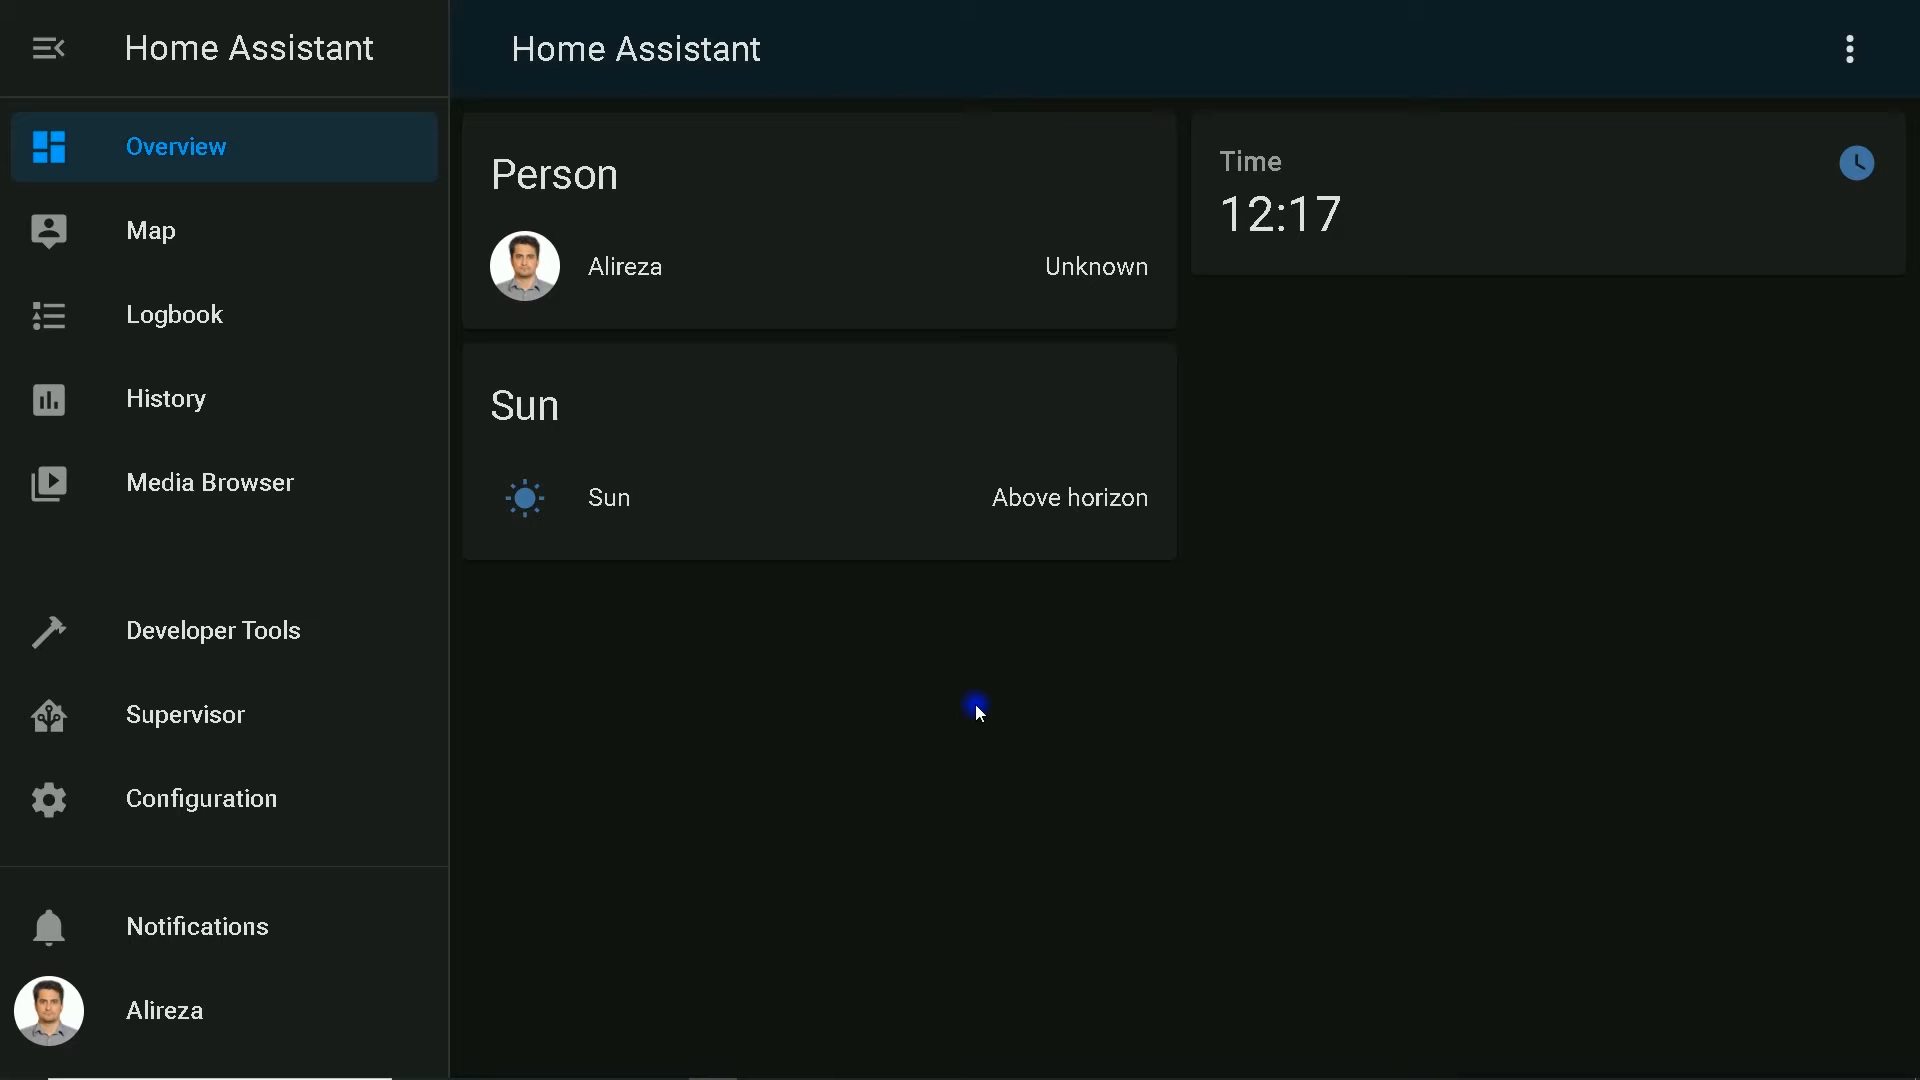 Home Assistant
Overview
Map
Logbook
History
Media Browser
Developer Tools
Supervisor
Configuration
Notifications
Alireza
Home Assistant
Person
Alireza Unknown
Sun
Sun Above horizon
Time
12:17